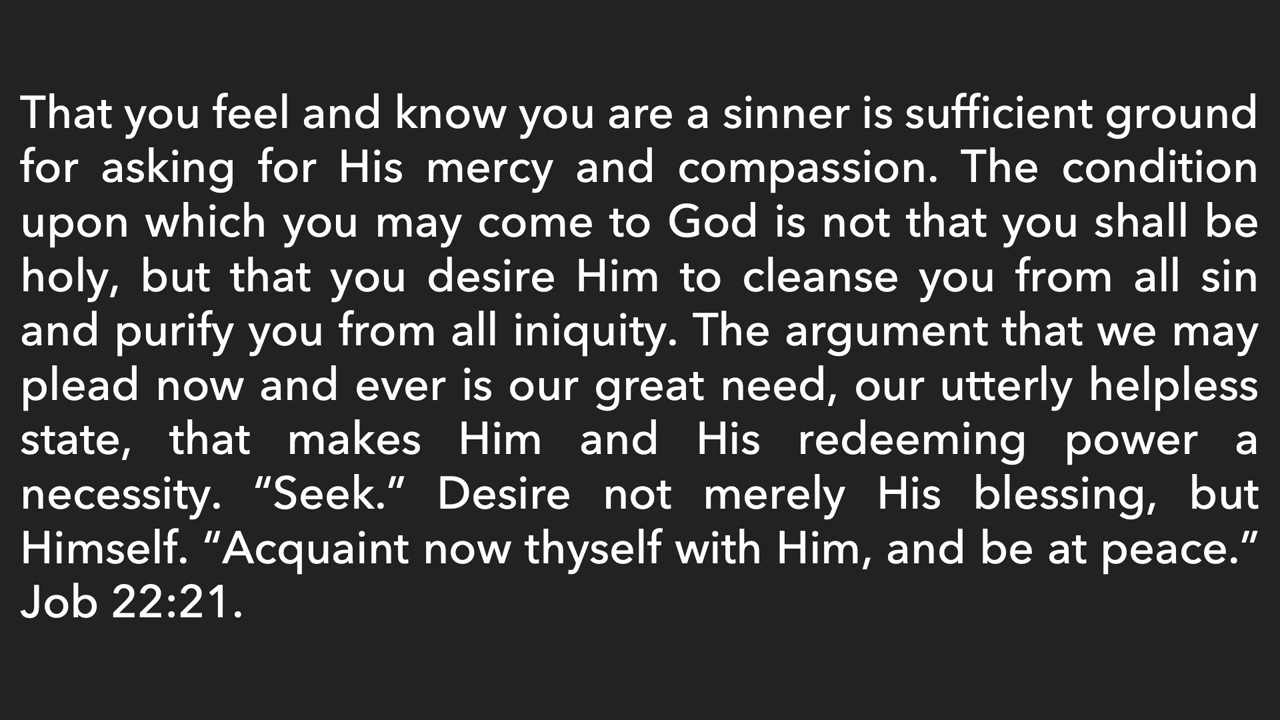 That you feel and know you are a sinner is sufficient ground
for asking for His mercy and compassion. The condition
upon which you may come to God is not that you shall be
holy, but that you desire Him to cleanse you from all sin
and purify you from all iniquity. The argument that we may
plead now and ever is our great need, our utterly helpless
state, that makes Him and His redeeming power a
necessity. “Seek.” Desire not merely His blessing, but
Himself. “Acquaint now thyself with Him, and be at peace.”
Job 22:21.